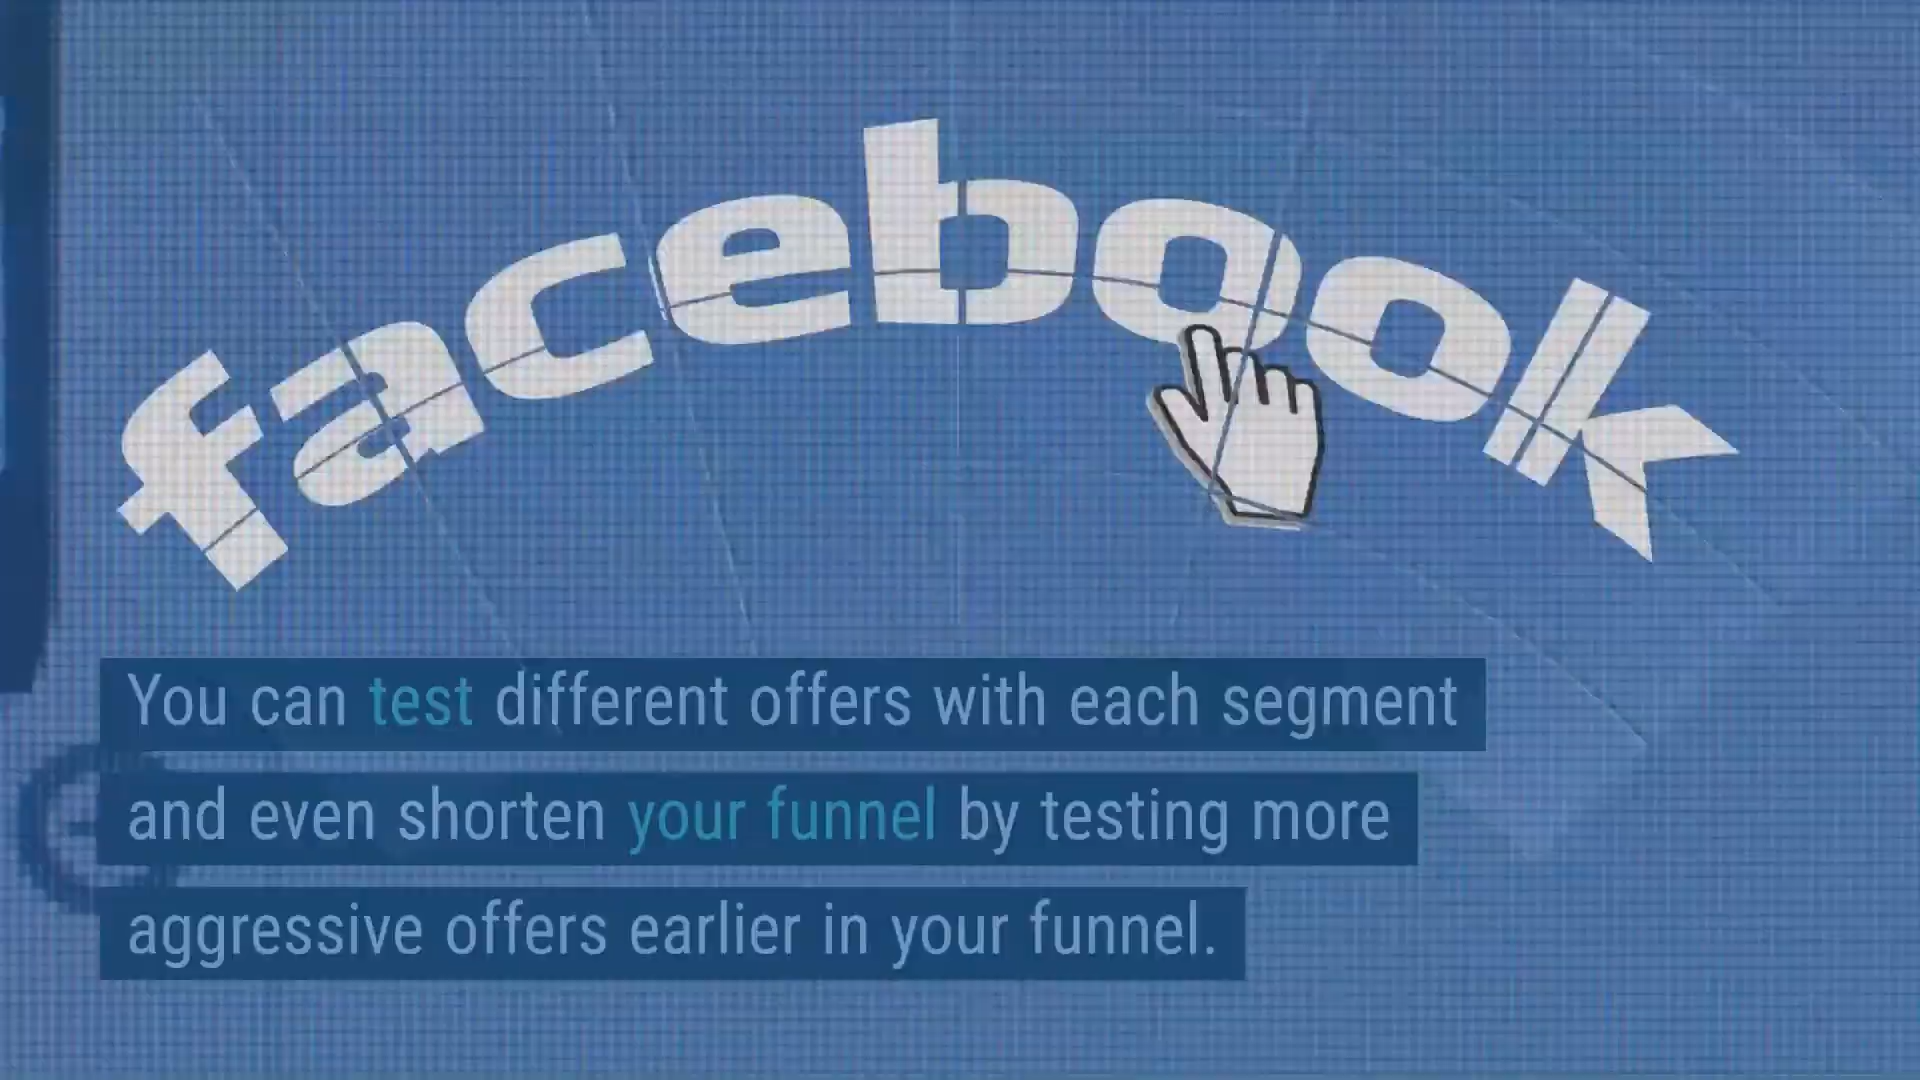 facebook
You can test different offers with each segment
and even shorten your funnel by testing more
aggressive offers earlier in your funnel.